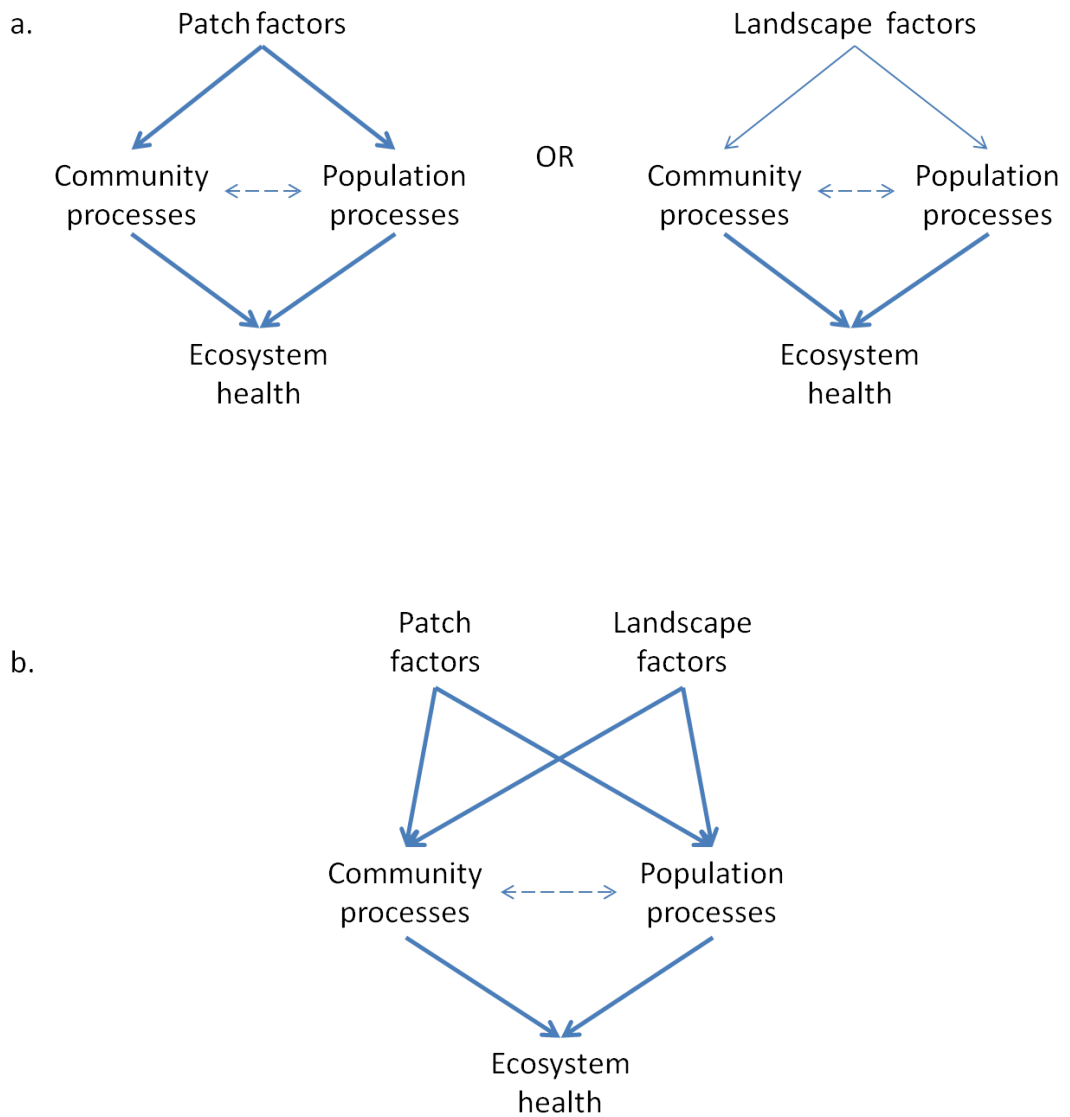 a.
Patch factors
Community
processes
Population
processes
Ecosystem
health
OR
Landscape factors
Community
processes
Population
processes
Ecosystem
health
b.
Patch
factors
Landscape
factors
Community
processes
Population
processes
Ecosystem
health